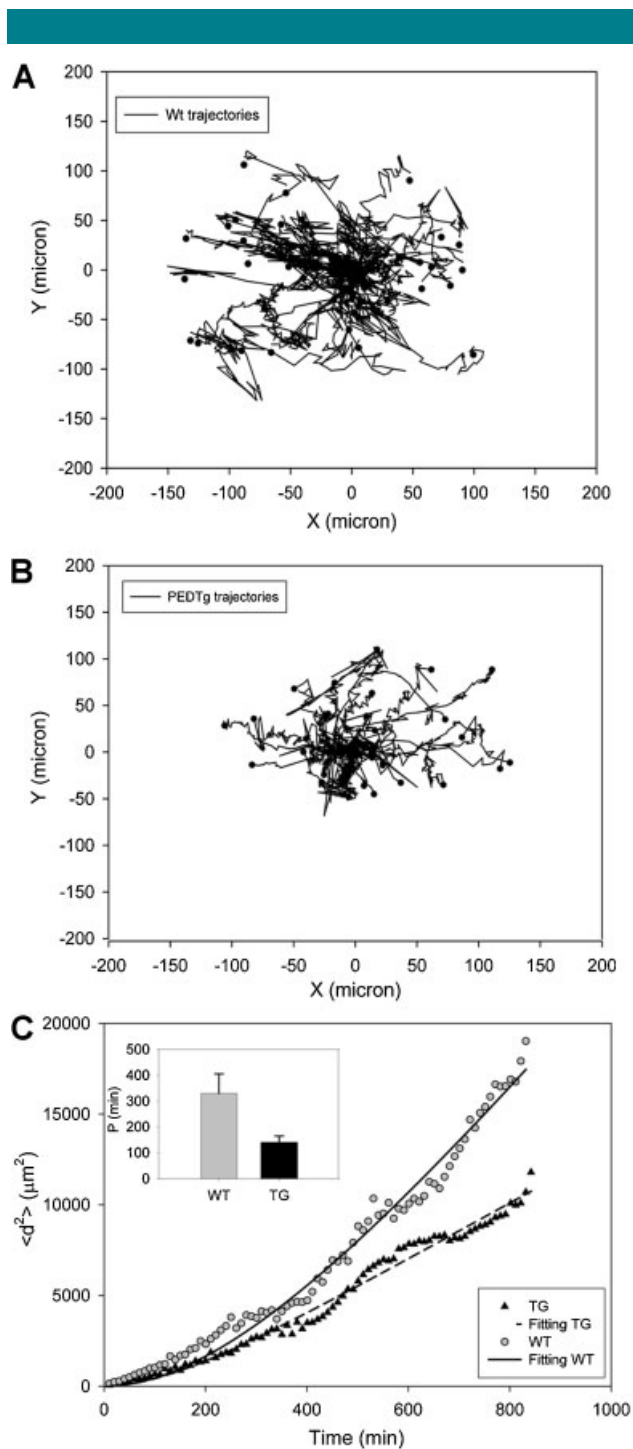 A
200
150
100
50
0
-50
-100
-150
-200
Y (micron)
Wt trajectories
-200 -150 -100 -50 0 50 100 150 200
X (micron)
B
200
150
100
50
0
-50
-100
-150
-200
Y (micron)
PEDTg trajectories
-200 -150 -100 -50 0 50 100 150 200
X (micron)
C
20000
15000
10000
5000
0
<d²> (μm²)
500
400
300
200
100
0
P (min)
WT TG
TG
Fitting TG
WT
Fitting WT
0 200 400 600 800 1000
Time (min)